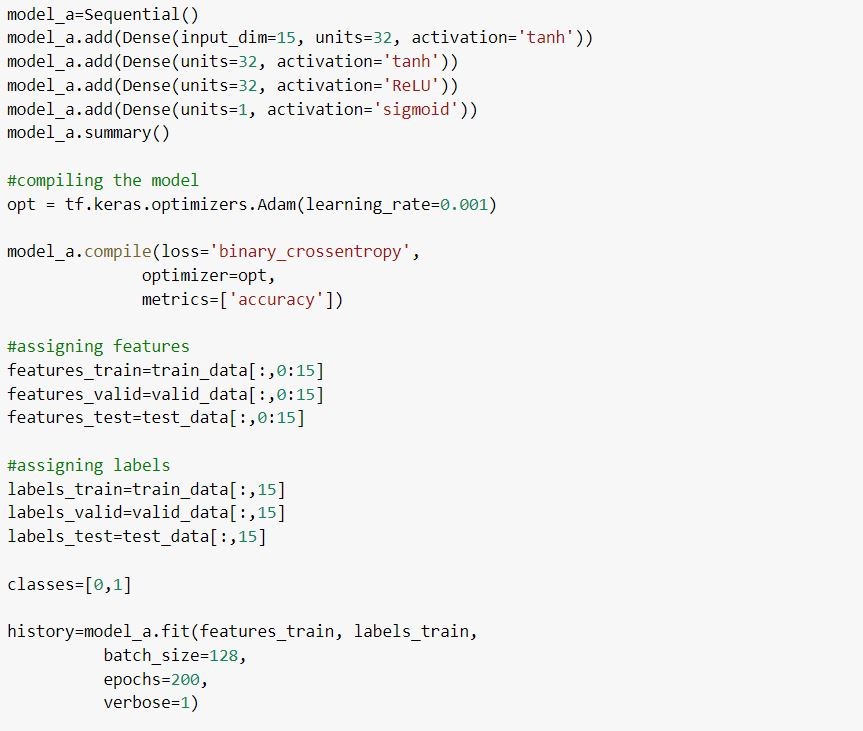 model_a=Sequential()
model_a.add(Dense(input_dim=15, units=32, activation='tanh'))
model_a.add(Dense(units=32, activation='tanh'))
model_a.add(Dense(units=32, activation='ReLU'))
model_a.add(Dense(units=1, activation='sigmoid'))
model_a.summary()

#compiling the model
opt = tf.keras.optimizers.Adam(learning_rate=0.001)

model_a.compile(loss='binary_crossentropy',
              optimizer=opt,
              metrics=['accuracy'])

#assigning features
features_train=train_data[:,0:15]
features_valid=valid_data[:,0:15]
features_test=test_data[:,0:15]

#assigning labels
labels_train=train_data[:,15]
labels_valid=valid_data[:,15]
labels_test=test_data[:,15]

classes=[0,1]

history=model_a.fit(features_train, labels_train,
          batch_size=128,
          epochs=200,
          verbose=1)